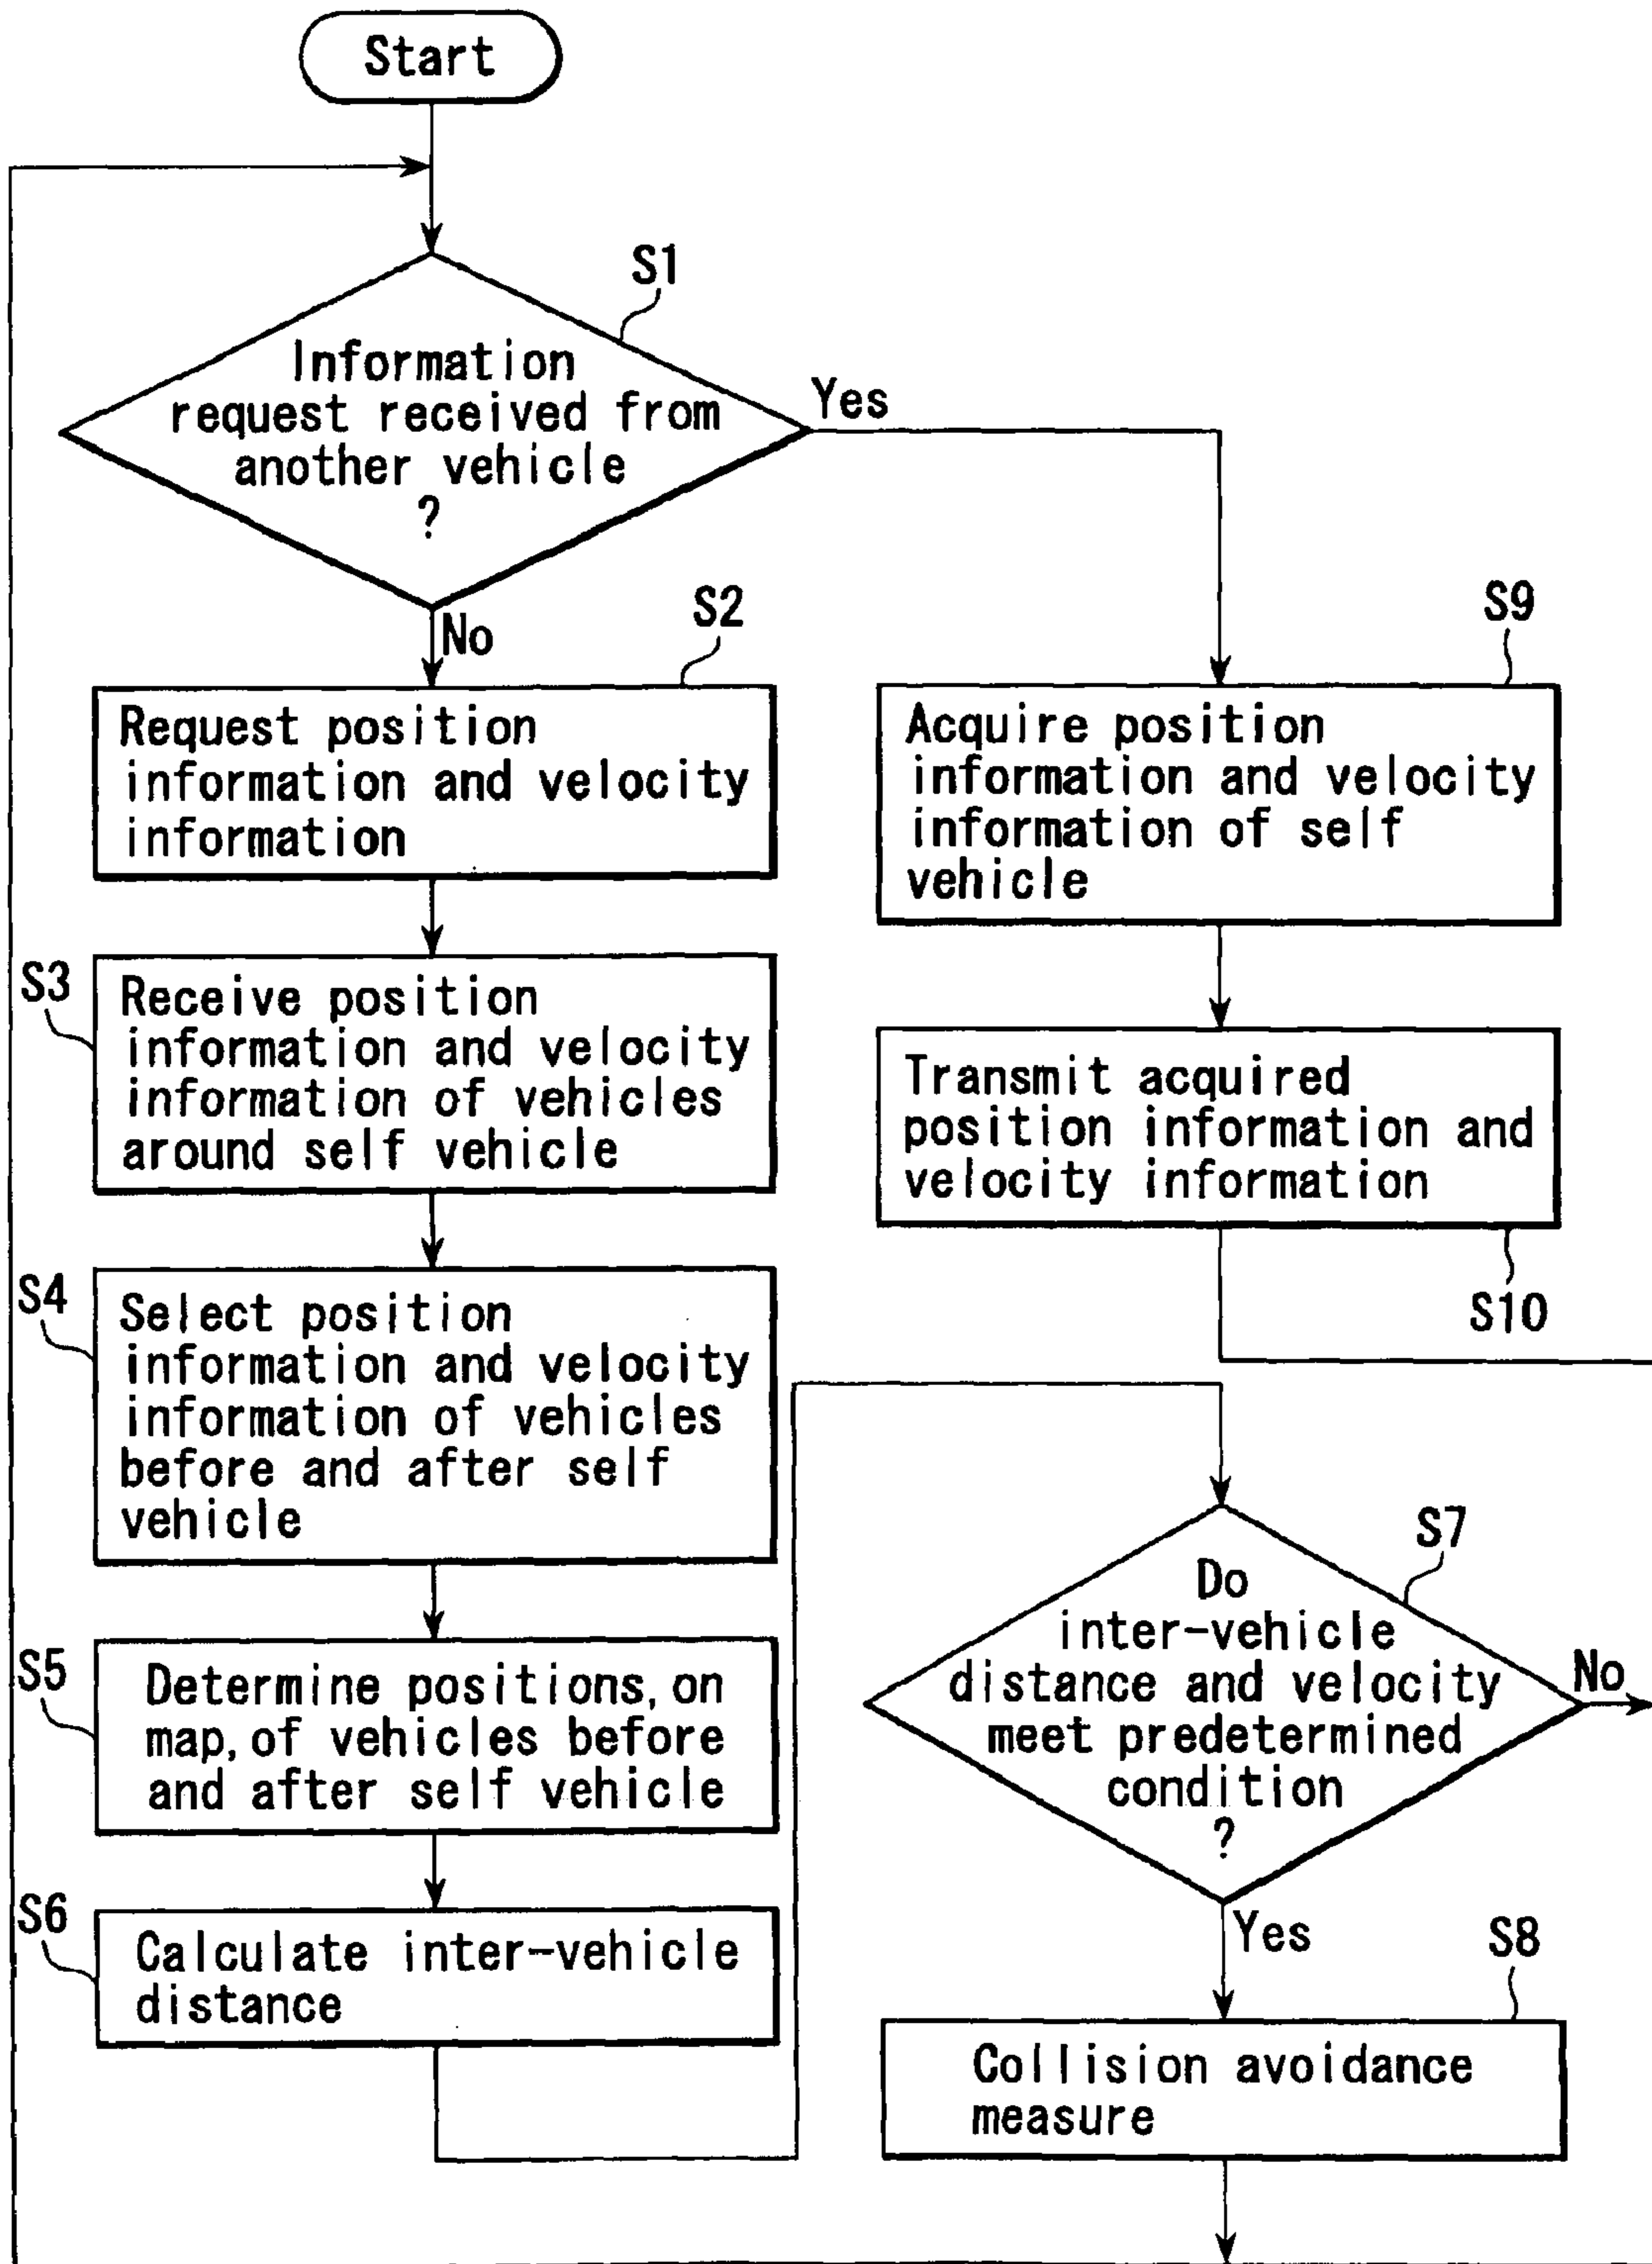 Start
S1
Information
request received from
another vehicle
?
Yes
No
S2
Request position
information and velocity
information
S9
Acquire position
information and velocity
information of self
vehicle
S3
Receive position
information and velocity
information of vehicles
around self vehicle
Transmit acquired
position information and
velocity information
S10
S4
Select position
information and velocity
information of vehicles
before and after self
vehicle
S7
Do
inter-vehicle
distance and velocity
meet predetermined
condition
?
No
Yes
S5
Determine positions, on
map, of vehicles before
and after self vehicle
S6
Calculate inter-vehicle
distance
S8
Collision avoidance
measure